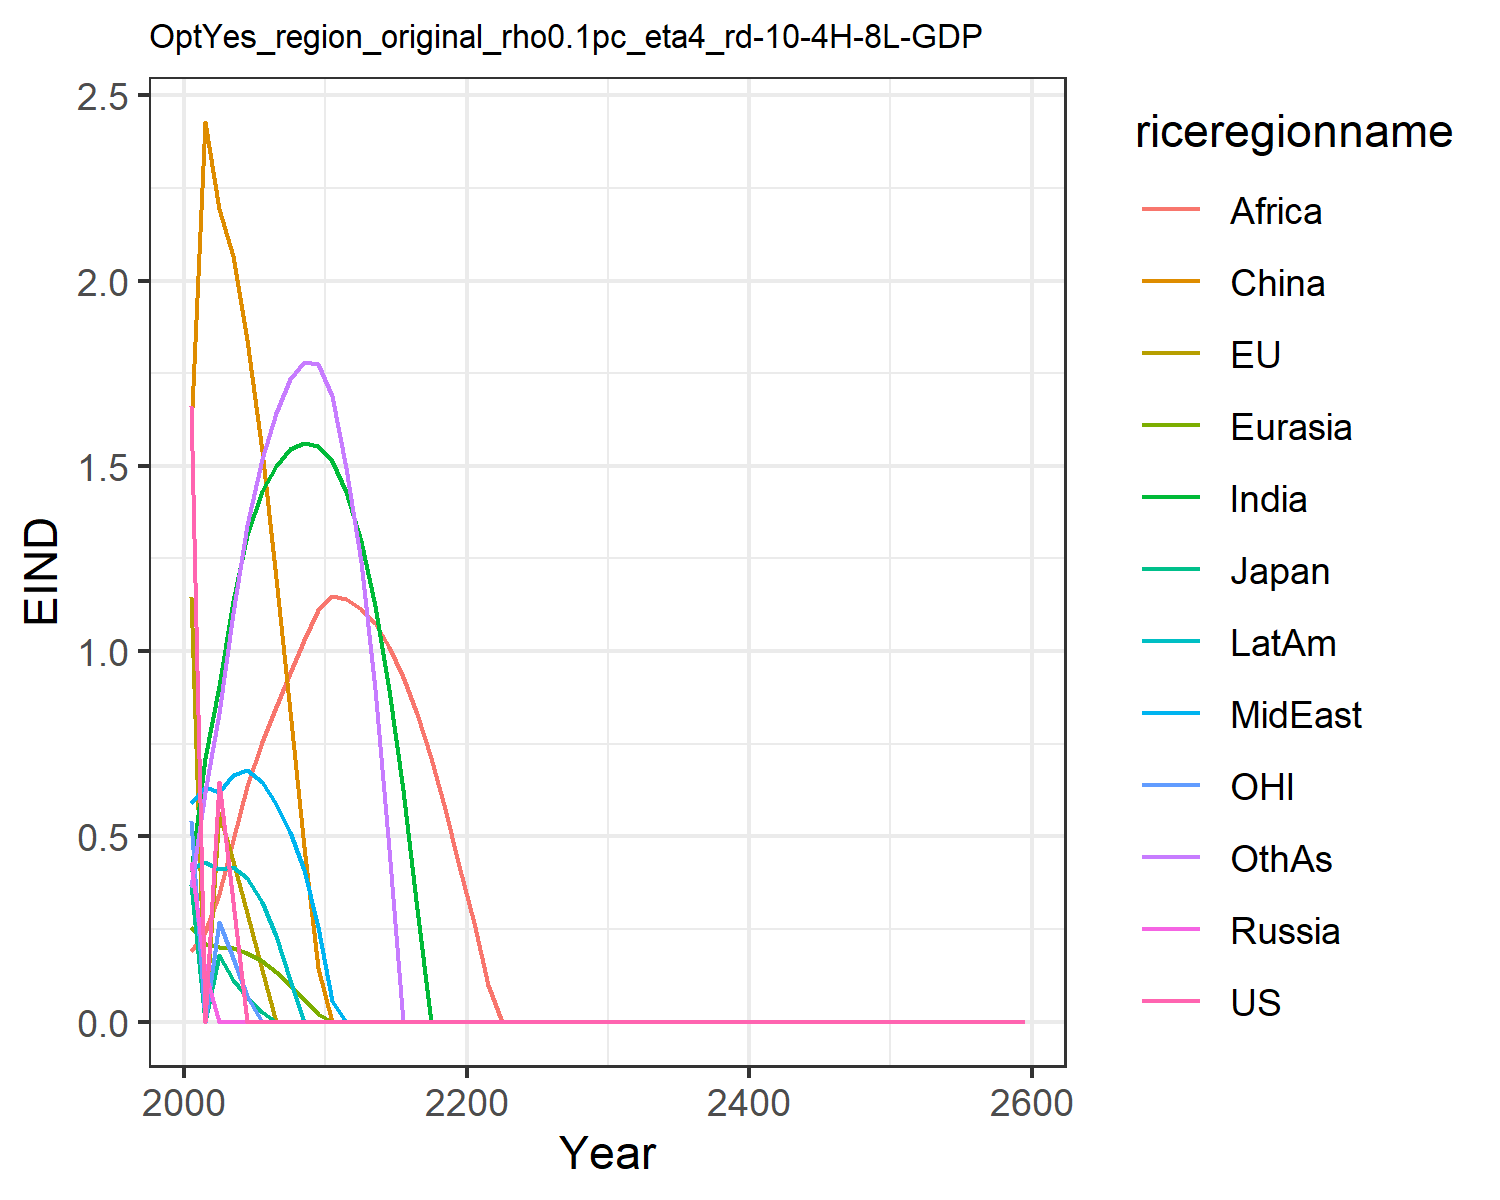 OptYes_region_original_rho0.1pc_eta4_rd-10-4H-8L-GDP
2.5
2.0
1.5
1.0
0.5
0.0
EIND
2000
2200
2400
2600
Year
riceregionname
Africa
China
EU
Eurasia
India
Japan
LatAm
MidEast
OHI
OthAs
Russia
US